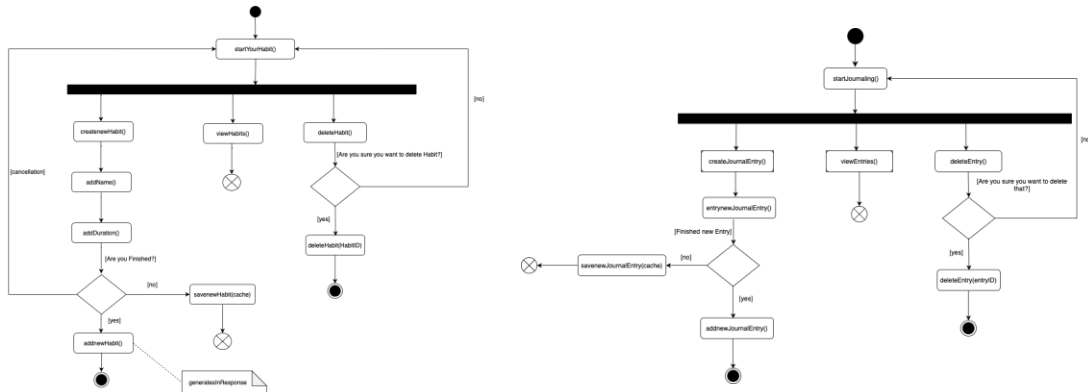 startYourHabit()
[no]
createnewHabit()
viewHabits()
deleteHabit()
[Are you sure you want to delete Habit?]
[cancellation]
addName()
[yes]
addDuration()
deleteHabit(HabitID)
[Are you Finished?]
[no]
savenewHabit(cache)
[yes]
addnewHabit()
generatesInResponse
startJournaling()
createJournalEntry()
viewEntries()
deleteEntry()
[Are you sure you want to delete
that?]
entrynewJournalEntry()
[Finished new Entry]
[no]
savenewJournalEntry(cache)
[yes]
deleteEntry(entryID)
[yes]
addnewJournalEntry()